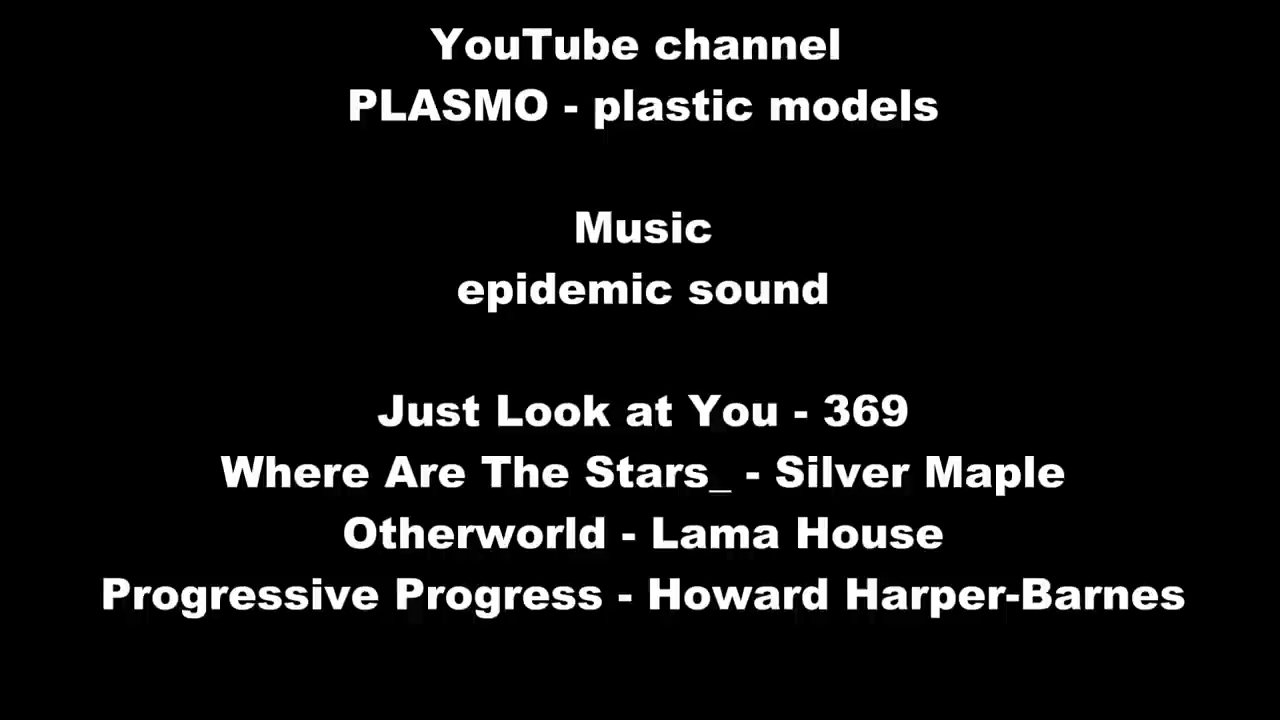 YouTube channel
PLASMO - plastic models
Music
epidemic sound
Just Look at You - 369
Where Are The Stars_ - Silver Maple
Otherworld - Lama House
Progressive Progress - Howard Harper-Barnes